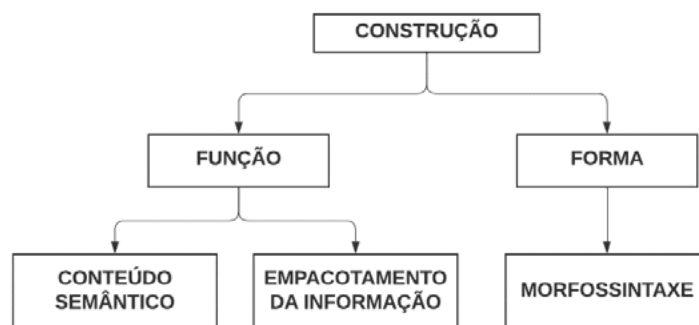 CONSTRUÇÃO
FUNÇÃO
FORMA
CONTEÚDO
SEMÂNTICO
EMPACOTAMENTO
DA INFORMAÇÃO
MORFOSSINTAXE